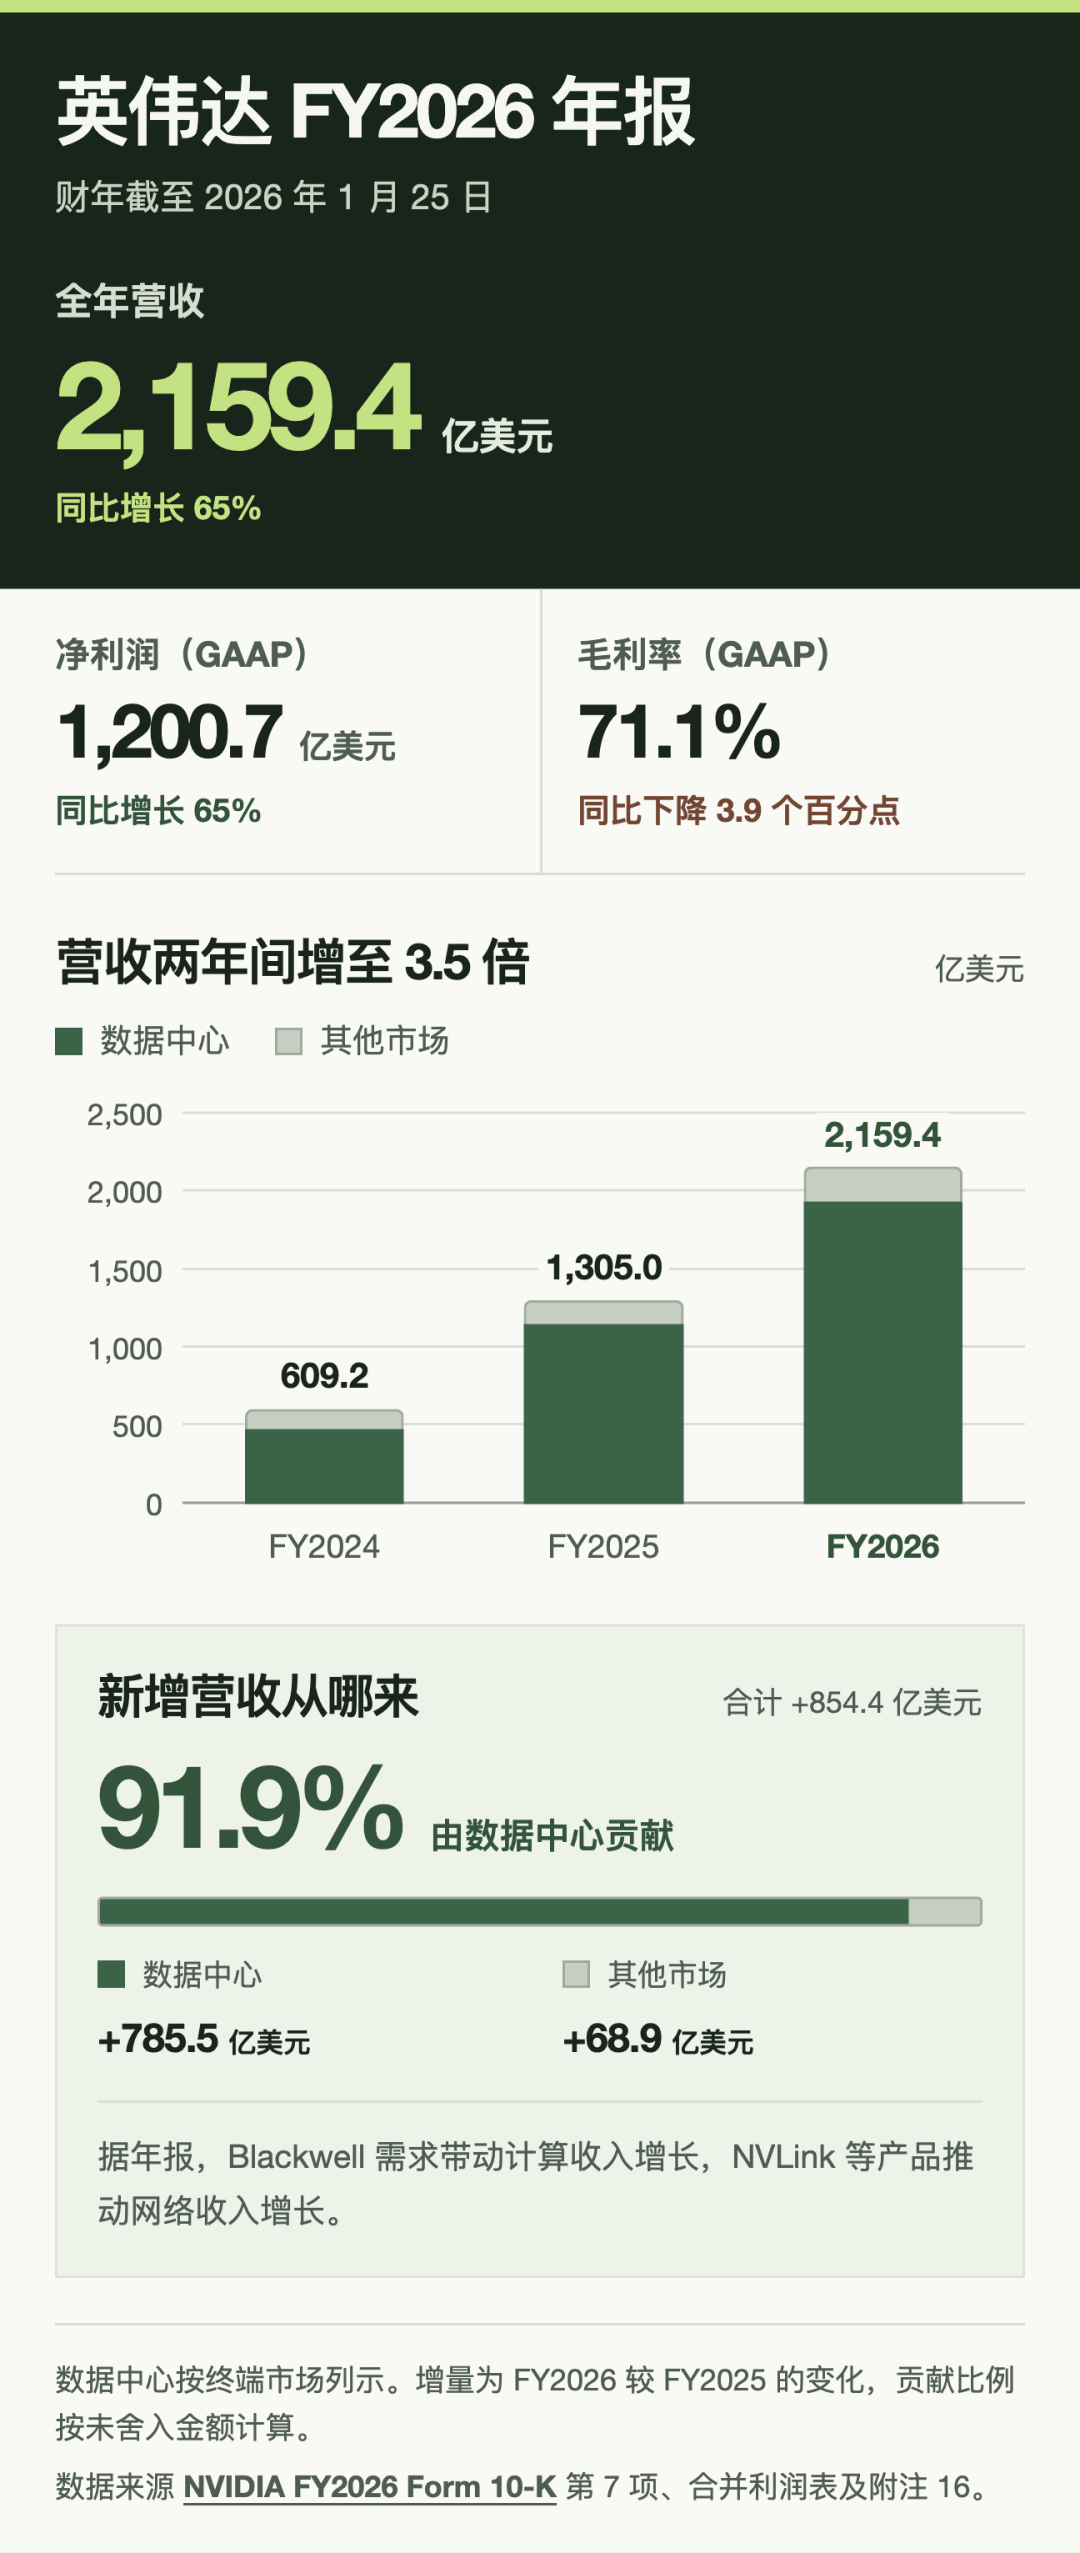 英伟达 FY2026 年报
财年截至 2026 年 1 月 25 日
全年营收
2,159.4 亿美元
同比增长 65%
净利润（GAAP）
1,200.7 亿美元
同比增长 65%
毛利率（GAAP）
71.1%
同比下降 3.9 个百分点
营收两年间增至 3.5 倍
亿美元
数据中心
其他市场
2,500
2,000
1,500
1,000
500
0
609.2
1,305.0
2,159.4
FY2024
FY2025
FY2026
新增营收从哪来
合计 +854.4 亿美元
91.9% 由数据中心贡献
数据中心
+785.5 亿美元
其他市场
+68.9 亿美元
据年报，Blackwell 需求带动计算收入增长，NVLink 等产品推
动网络收入增长。
数据中心按终端市场列示。增量为 FY2026 较 FY2025 的变化，贡献比例
按未舍入金额计算。
数据来源 NVIDIA FY2026 Form 10-K 第 7 项、合并利润表及附注 16。